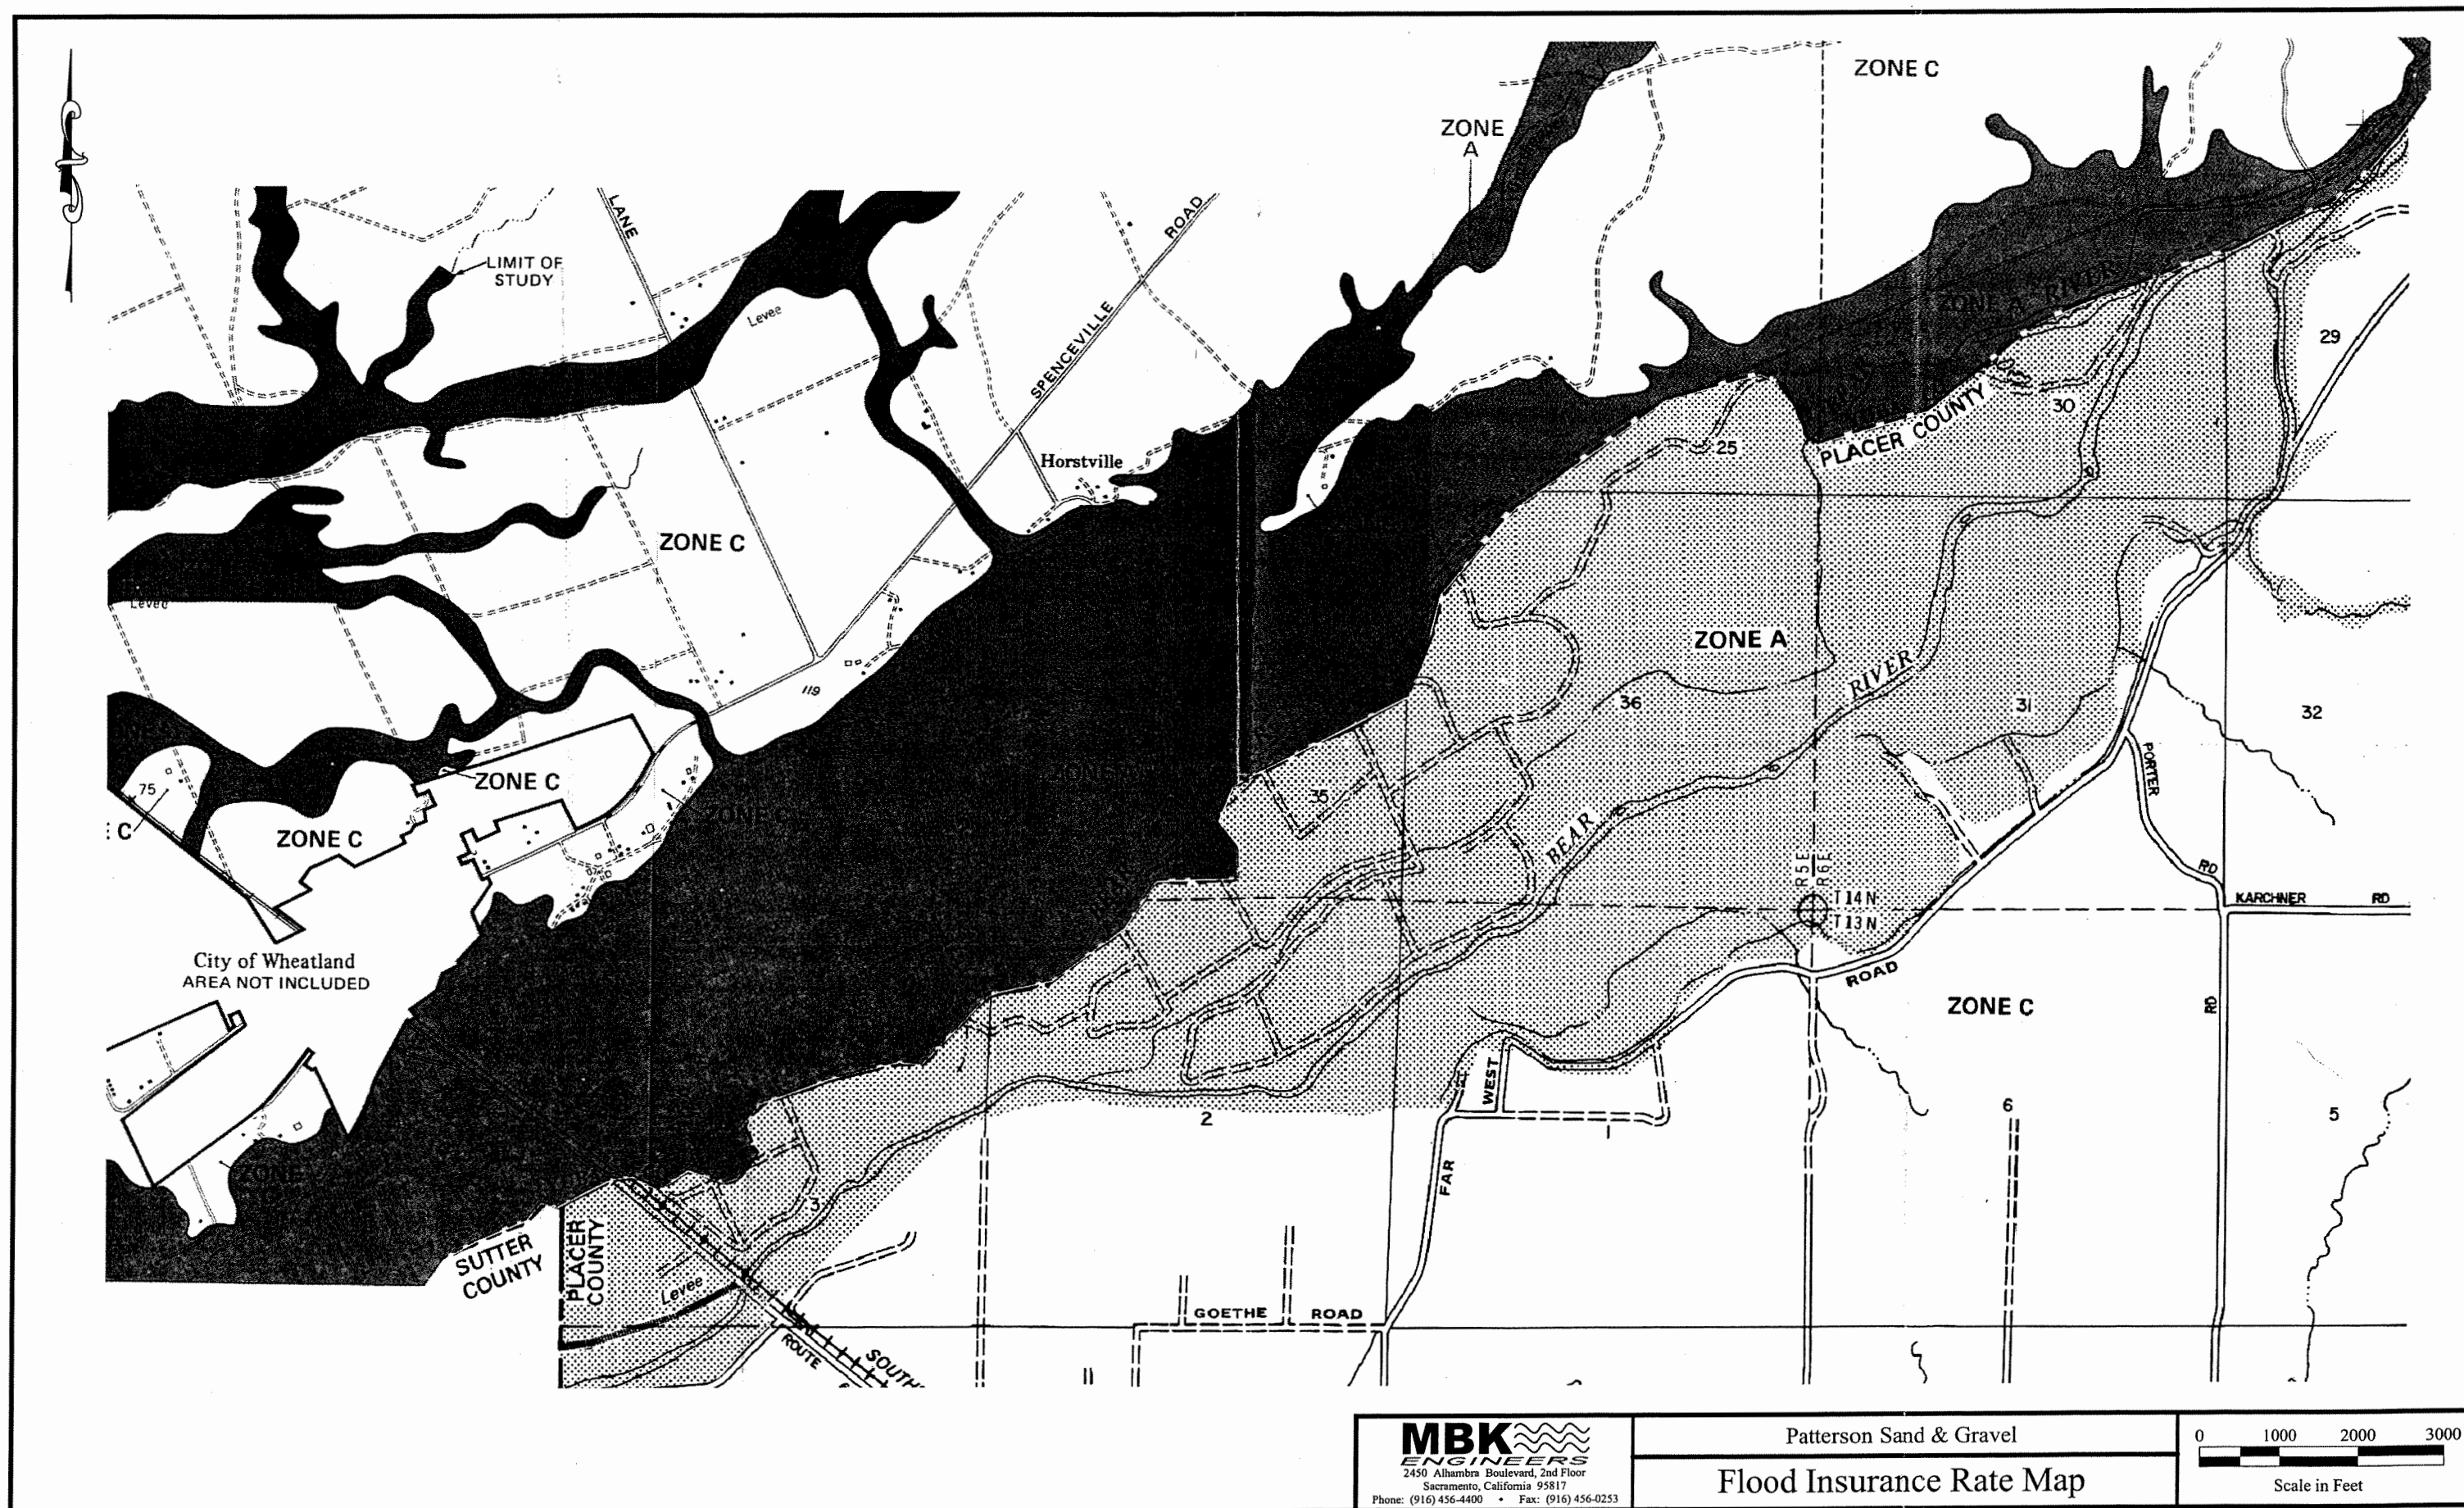 ZONE C
ZONE
A
LANE
ROAD
LIMIT OF
STUDY
Levee
SPENCEVILLE
ZONE A
RIVER
29
30
PLACER COUNTY
25
Horstville
ZONE C
Levee
ZONE A
RIVER
119
36
31
32
PORTER
ZONE C
75
ZONE C
35
BEAR
C
ZONE C
R5E
R6E
T14N
T13N
RD
KARCHNER RD
City of Wheatland
AREA NOT INCLUDED
ROAD
ZONE C
RD
WEST
2
1
6
5
ZONE
FAR
3
SUTTER
COUNTY
PLACER
COUNTY
Levee
GOETHE ROAD
ROUTE
SOUTH
11
MBK
ENGINEERS
2450 Alhambra Boulevard, 2nd Floor
Sacramento, California 95817
Phone: (916) 456-4400 • Fax: (916) 456-0253
Patterson Sand & Gravel
Flood Insurance Rate Map
0 1000 2000 3000
Scale in Feet